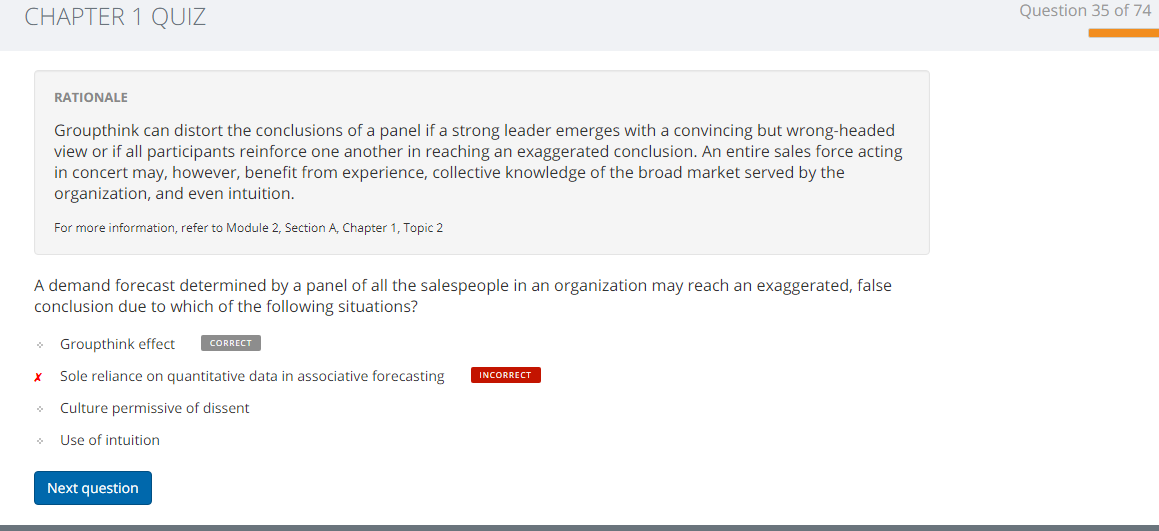 CHAPTER 1 QUIZ
Question 35 of 74
RATIONALE
Groupthink can distort the conclusions of a panel if a strong leader emerges with a convincing but wrong-headed
view or if all participants reinforce one another in reaching an exaggerated conclusion. An entire sales force acting
in concert may, however, benefit from experience, collective knowledge of the broad market served by the
organization, and even intuition.
For more information, refer to Module 2, Section A, Chapter 1, Topic 2
A demand forecast determined by a panel of all the salespeople in an organization may reach an exaggerated, false
conclusion due to which of the following situations?
Groupthink effect CORRECT
✗ Sole reliance on quantitative data in associative forecasting INCORRECT
Culture permissive of dissent
Use of intuition
Next question